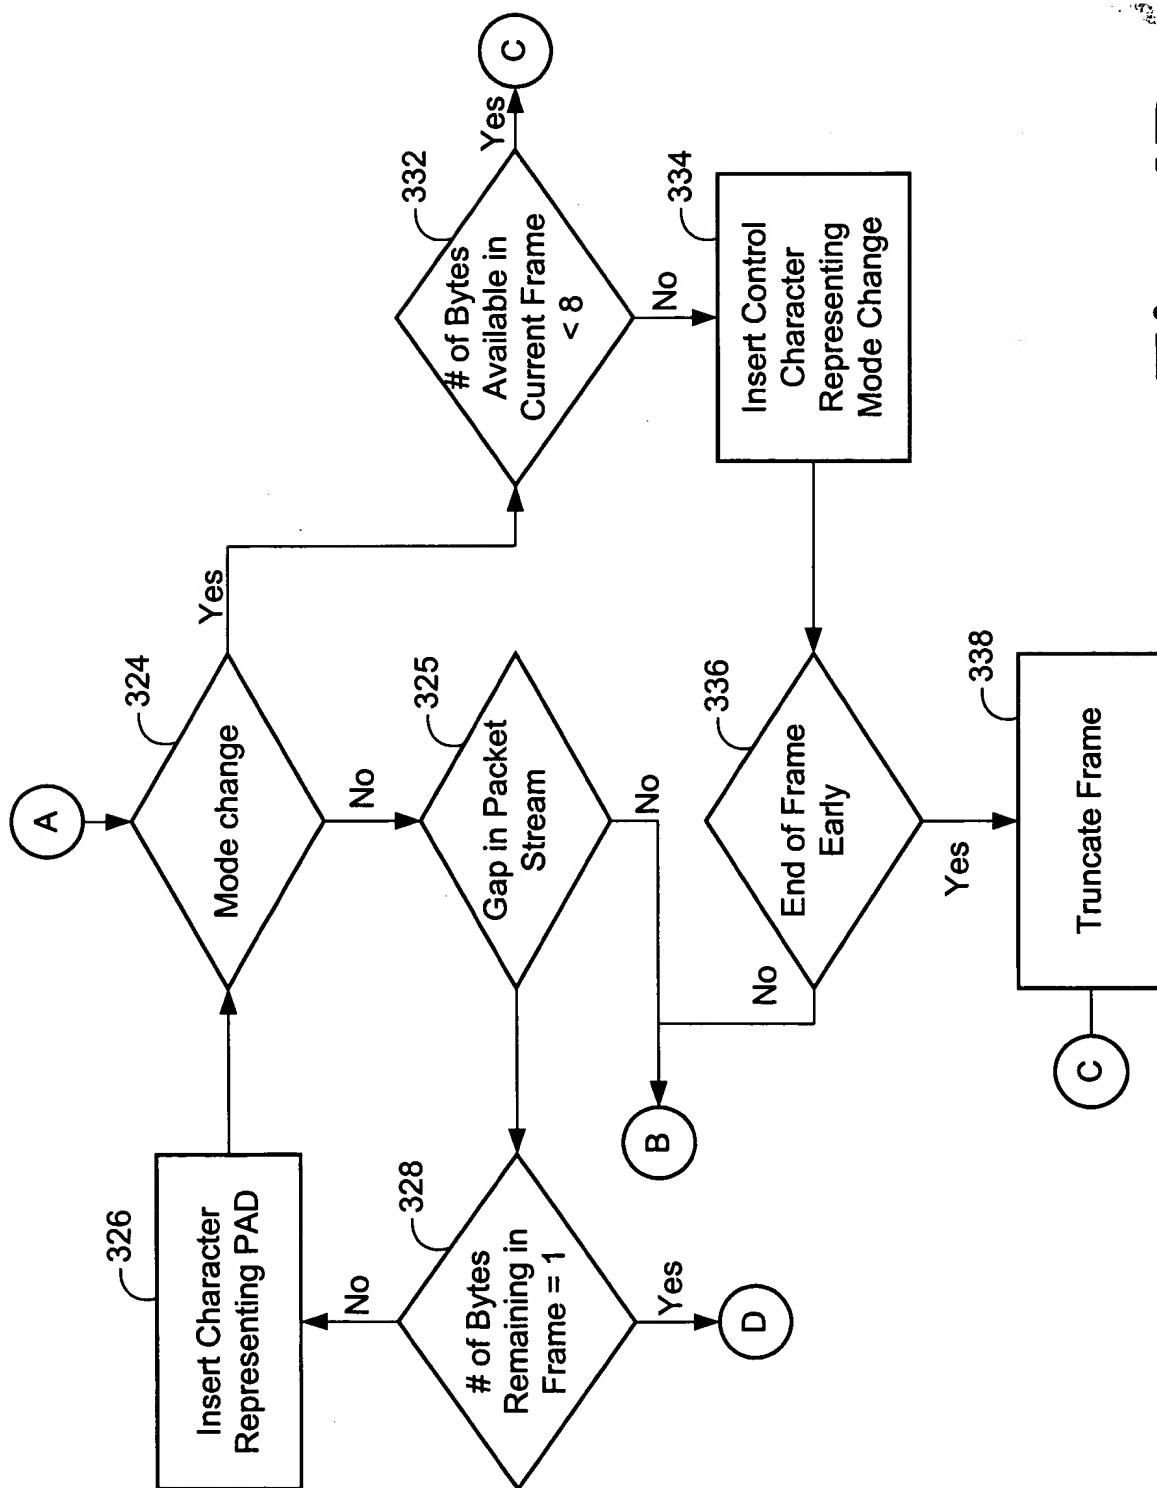 A
324
Mode change
Yes
No
326
Insert Character
Representing PAD
325
Gap in Packet
Stream
No
328
# of Bytes
Remaining in
Frame = 1
No
Yes
D
B
332
# of Bytes
Available in
Current Frame
< 8
Yes
C
No
334
Insert Control
Character
Representing
Mode Change
336
End of Frame
Early
No
Yes
338
Truncate Frame
C